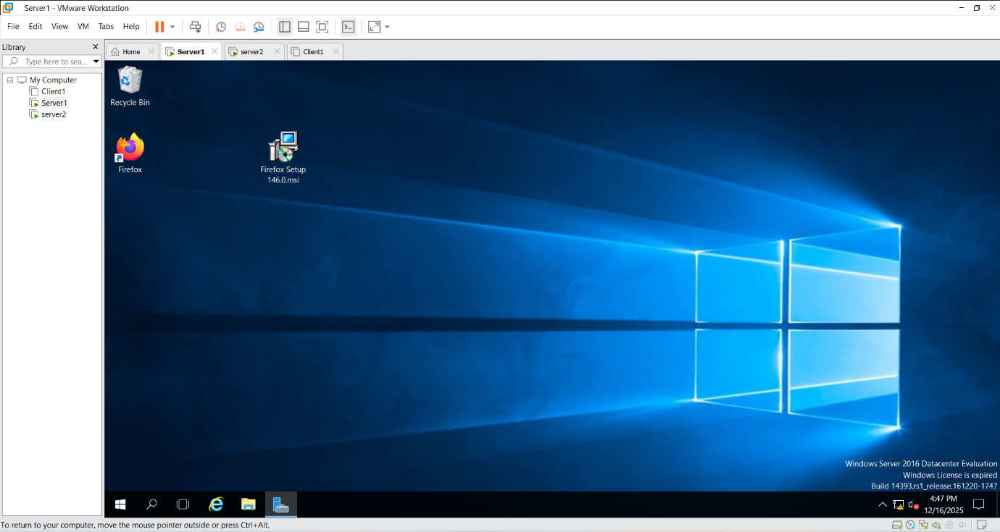 Server1 - VMware Workstation
File Edit View VM Tabs Help
Library
Type here to sea...
Home Server1 server2 Client1
My Computer
Client1
Server1
server2
Recycle Bin
Firefox
Firefox Setup
146.0.msi
Windows Server 2016 Datacenter Evaluation
Windows License is expired
Build 14393.rs1_release.161220-1747
4:47 PM
12/16/2025
To return to your computer, move the mouse pointer outside or press Ctrl+Alt.